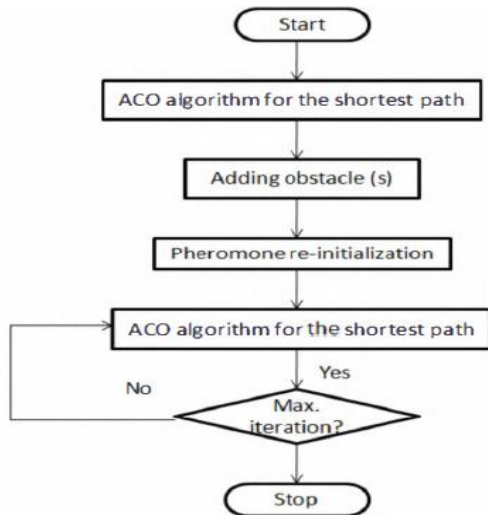 Start
ACO algorithm for the shortest path
Adding obstacle (s)
Pheromone re-initialization
ACO algorithm for the shortest path
Yes
No
Max.
iteration?
Stop